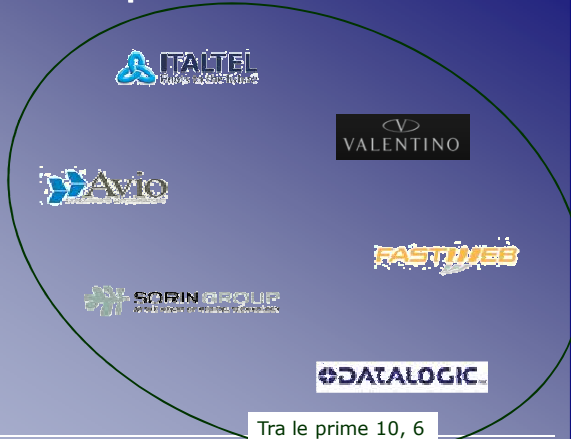 ITALTEL
VALENTINO
Avio
FASTWEB
SORIN GROUP
DATALOGIC
Tra le prime 10, 6